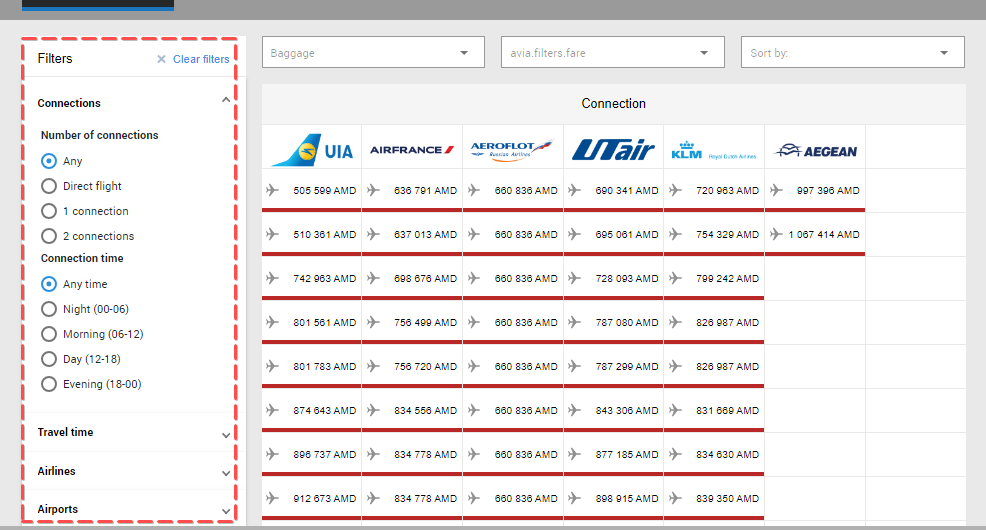 Filters
Clear filters
Connections
Number of connections
Any
Direct flight
1 connection
2 connections
Connection time
Any time
Night (00-06)
Morning (06-12)
Day (12-18)
Evening (18-00)
Travel time
Airlines
Airports
Baggage avia.filters.fare Sort by:
Connection
UIA AIRFRANCE AEROFLOT Russian Airlines UTair KLM Royal Dutch Airlines AEGEAN
505 599 AMD 636 791 AMD 660 836 AMD 690 341 AMD 720 963 AMD 997 396 AMD
510 361 AMD 637 013 AMD 660 836 AMD 695 061 AMD 754 329 AMD 1 067 414 AMD
742 963 AMD 698 676 AMD 660 836 AMD 728 093 AMD 799 242 AMD
801 561 AMD 756 499 AMD 660 836 AMD 787 080 AMD 826 987 AMD
801 783 AMD 756 720 AMD 660 836 AMD 787 299 AMD 826 987 AMD
874 643 AMD 834 556 AMD 660 836 AMD 843 306 AMD 831 669 AMD
896 737 AMD 834 778 AMD 660 836 AMD 877 185 AMD 834 630 AMD
912 673 AMD 834 778 AMD 660 836 AMD 898 915 AMD 839 350 AMD